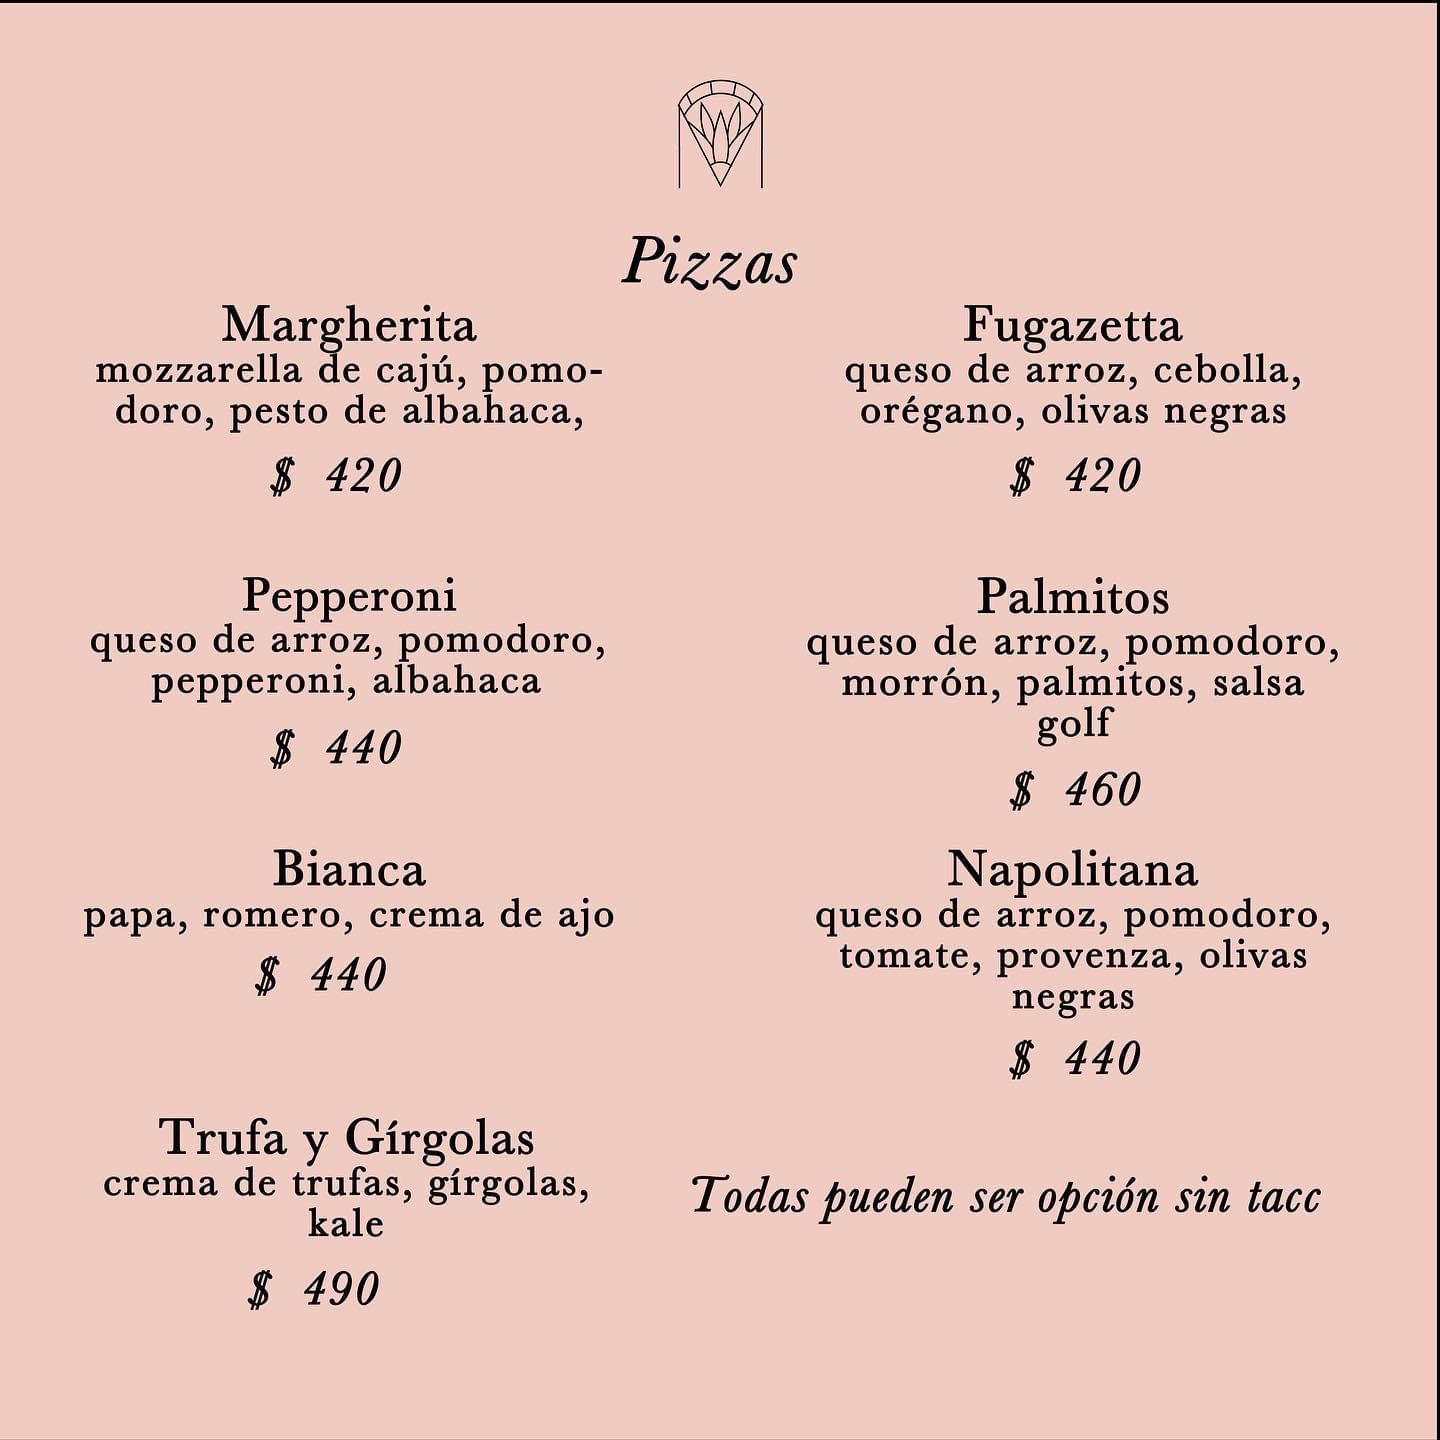 Pizzas
Margherita
mozzarella de cajú, pomo-
doro, pesto de albahaca,
$ 420
Fugazetta
queso de arroz, cebolla,
orégano, olivas negras
$ 420
Pepperoni
queso de arroz, pomodoro,
pepperoni, albahaca
$ 440
Palmitos
queso de arroz, pomodoro,
morrón, palmitos, salsa
golf
$ 460
Bianca
papa, romero, crema de ajo
$ 440
Napolitana
queso de arroz, pomodoro,
tomate, provenza, olivas
negras
$ 440
Trufa y Gírgolas
crema de trufas, gírgolas,
kale
$ 490
Todas pueden ser opción sin tacc